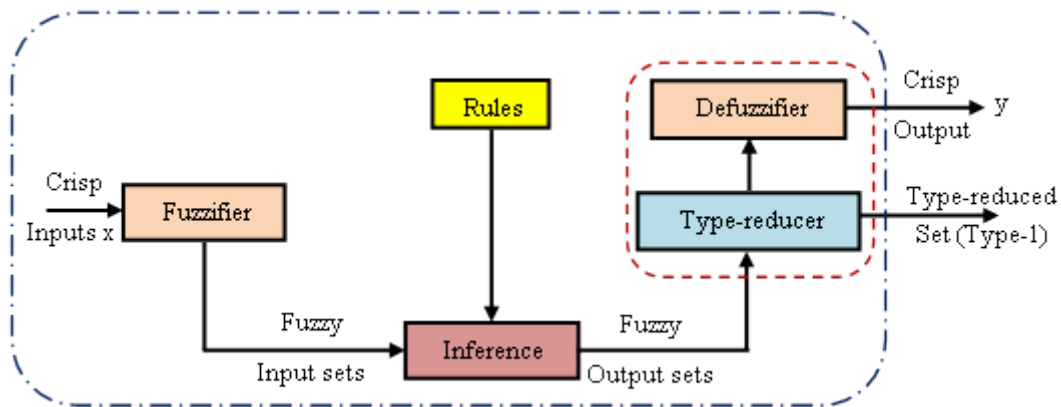 Crisp
Inputs x
Fuzzifier
Rules
Fuzzy
Input sets
Inference
Fuzzy
Output sets
Type-reducer
Defuzzifier
Crisp
Output
y
Type-reduced
Set (Type-1)